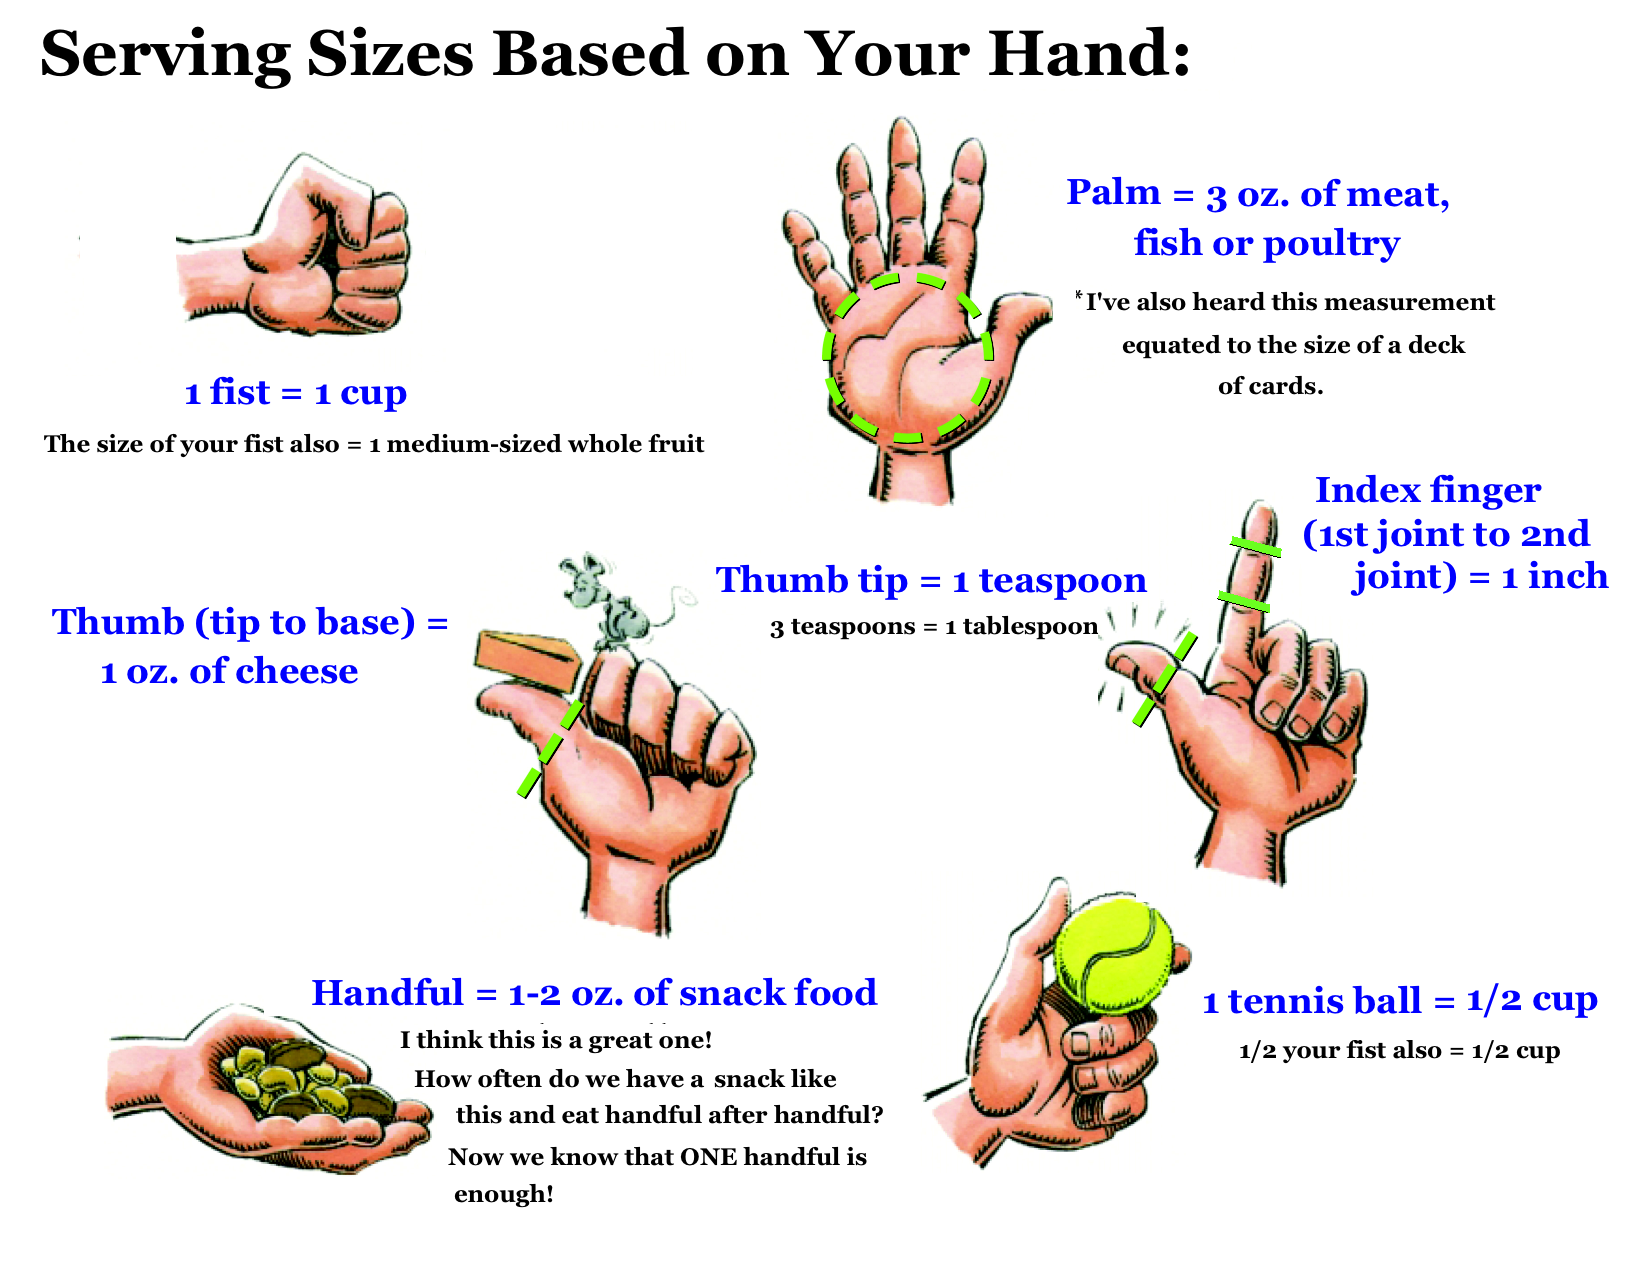 Serving Sizes Based on Your Hand:
1 fist = 1 cup
The size of your fist also = 1 medium-sized whole fruit
Palm = 3 oz. of meat,
fish or poultry
*I've also heard this measurement
equated to the size of a deck
of cards.
Thumb (tip to base) =
1 oz. of cheese
Thumb tip = 1 teaspoon
3 teaspoons = 1 tablespoon
Index finger
(1st joint to 2nd
joint) = 1 inch
Handful = 1-2 oz. of snack food
I think this is a great one!
How often do we have a snack like
this and eat handful after handful?
Now we know that ONE handful is
enough!
1 tennis ball = 1/2 cup
1/2 your fist also = 1/2 cup